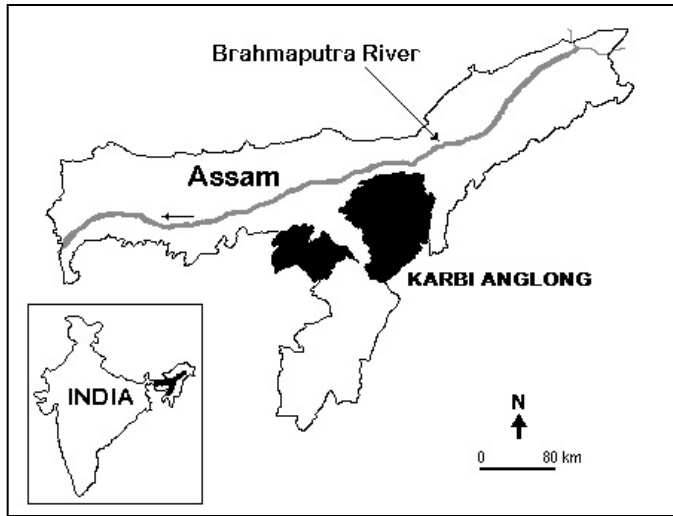 Brahmaputra River
Assam
KARBI ANGLONG
INDIA
N
0 80 km